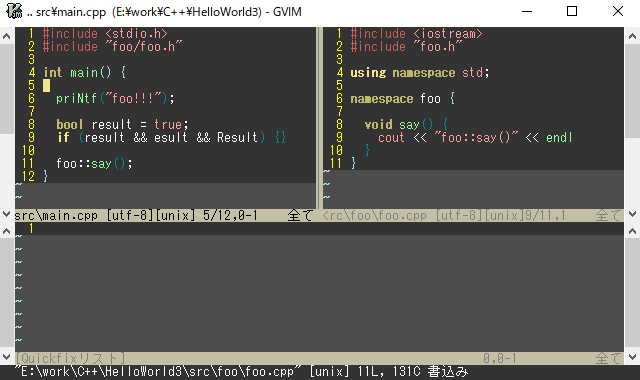 .. src¥main.cpp (E:¥work¥C++¥HelloWorld3) - GVIM
1 #include <stdio.h>
2 #include "foo/foo.h"
3
4 int main() {
5
6   priNtf("foo!!!");
7
8   bool result = true;
9   if (result && esult && Result) {}
10
11   foo::say();
12 }
~
~
src\main.cpp [utf-8][unix] 5/12,0-1 全て
1 #include <iostream>
2 #include "foo.h"
3
4 using namespace std;
5
6 namespace foo {
7
8   void say() {
9     cout << "foo::say()" << endl
10   }
11 }
~
~
~
<rc\foo\foo.cpp [utf-8][unix]9/11,1 全て
1
~
~
~
~
~
~
~
~
~
[Quickfixリスト] 0,0-1 全て
"E:\work\C++\HelloWorld3\src\foo\foo.cpp" [unix] 11L, 131C 書込み